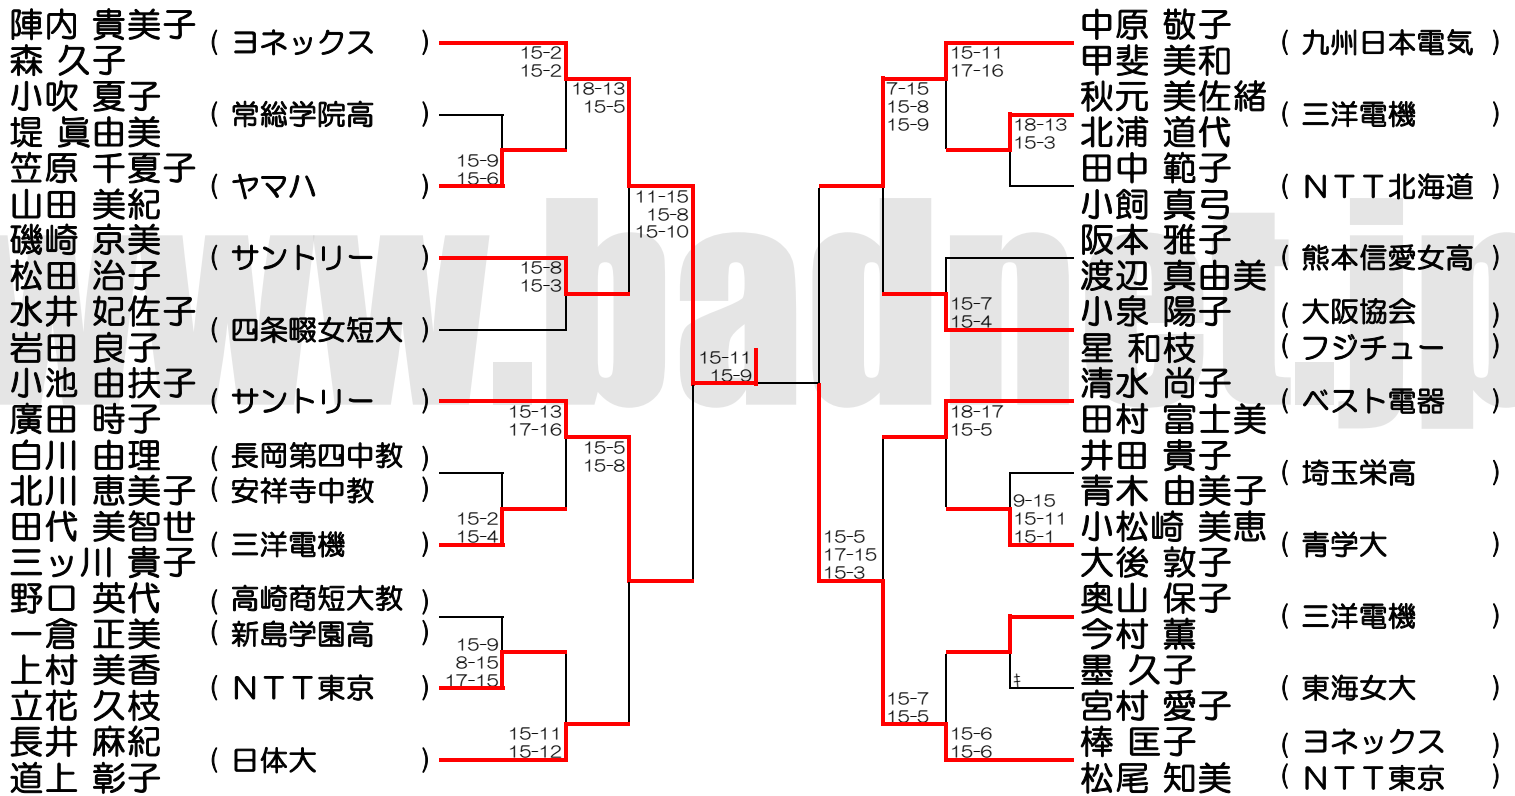 陣内 貴美子
森 久子
( ヨネックス )
小吹 夏子
堤 眞由美
( 常総学院高 )
笠原 千夏子
山田 美紀
( ヤマハ )
磯崎 京美
松田 治子
( サントリー )
水井 妃佐子
岩田 良子
( 四条畷女短大 )
小池 由扶子
廣田 時子
( サントリー )
白川 由理
( 長岡第四中教 )
北川 恵美子
( 安祥寺中教 )
田代 美智世
三ッ川 貴子
( 三洋電機 )
野口 英代
( 高崎商短大教 )
一倉 正美
( 新島学園高 )
上村 美香
立花 久枝
( ＮＴＴ東京 )
長井 麻紀
道上 彰子
( 日体大 )
15-2
15-2
15-9
15-6
18-13
15-5
15-8
15-3
11-15
15-8
15-10
15-13
17-16
15-2
15-4
15-5
15-8
15-9
8-15
17-15
15-11
15-12
15-11
15-9
www.badnet.jp
15-11
17-16
18-13
15-3
7-15
15-8
15-9
15-7
15-4
18-17
15-5
9-15
15-11
15-1
15-5
17-15
15-3
ｷ
15-7
15-5
15-6
15-6
中原 敬子
甲斐 美和
( 九州日本電気 )
秋元 美佐緒
北浦 道代
( 三洋電機 )
田中 範子
小飼 真弓
( ＮＴＴ北海道 )
阪本 雅子
渡辺 真由美
( 熊本信愛女高 )
小泉 陽子
( 大阪協会 )
星 和枝
( フジチュー )
清水 尚子
田村 富士美
( ベスト電器 )
井田 貴子
青木 由美子
( 埼玉栄高 )
小松崎 美恵
大後 敦子
( 青学大 )
奥山 保子
今村 薫
( 三洋電機 )
墨 久子
宮村 愛子
( 東海女大 )
棒 匡子
( ヨネックス )
松尾 知美
( ＮＴＴ東京 )